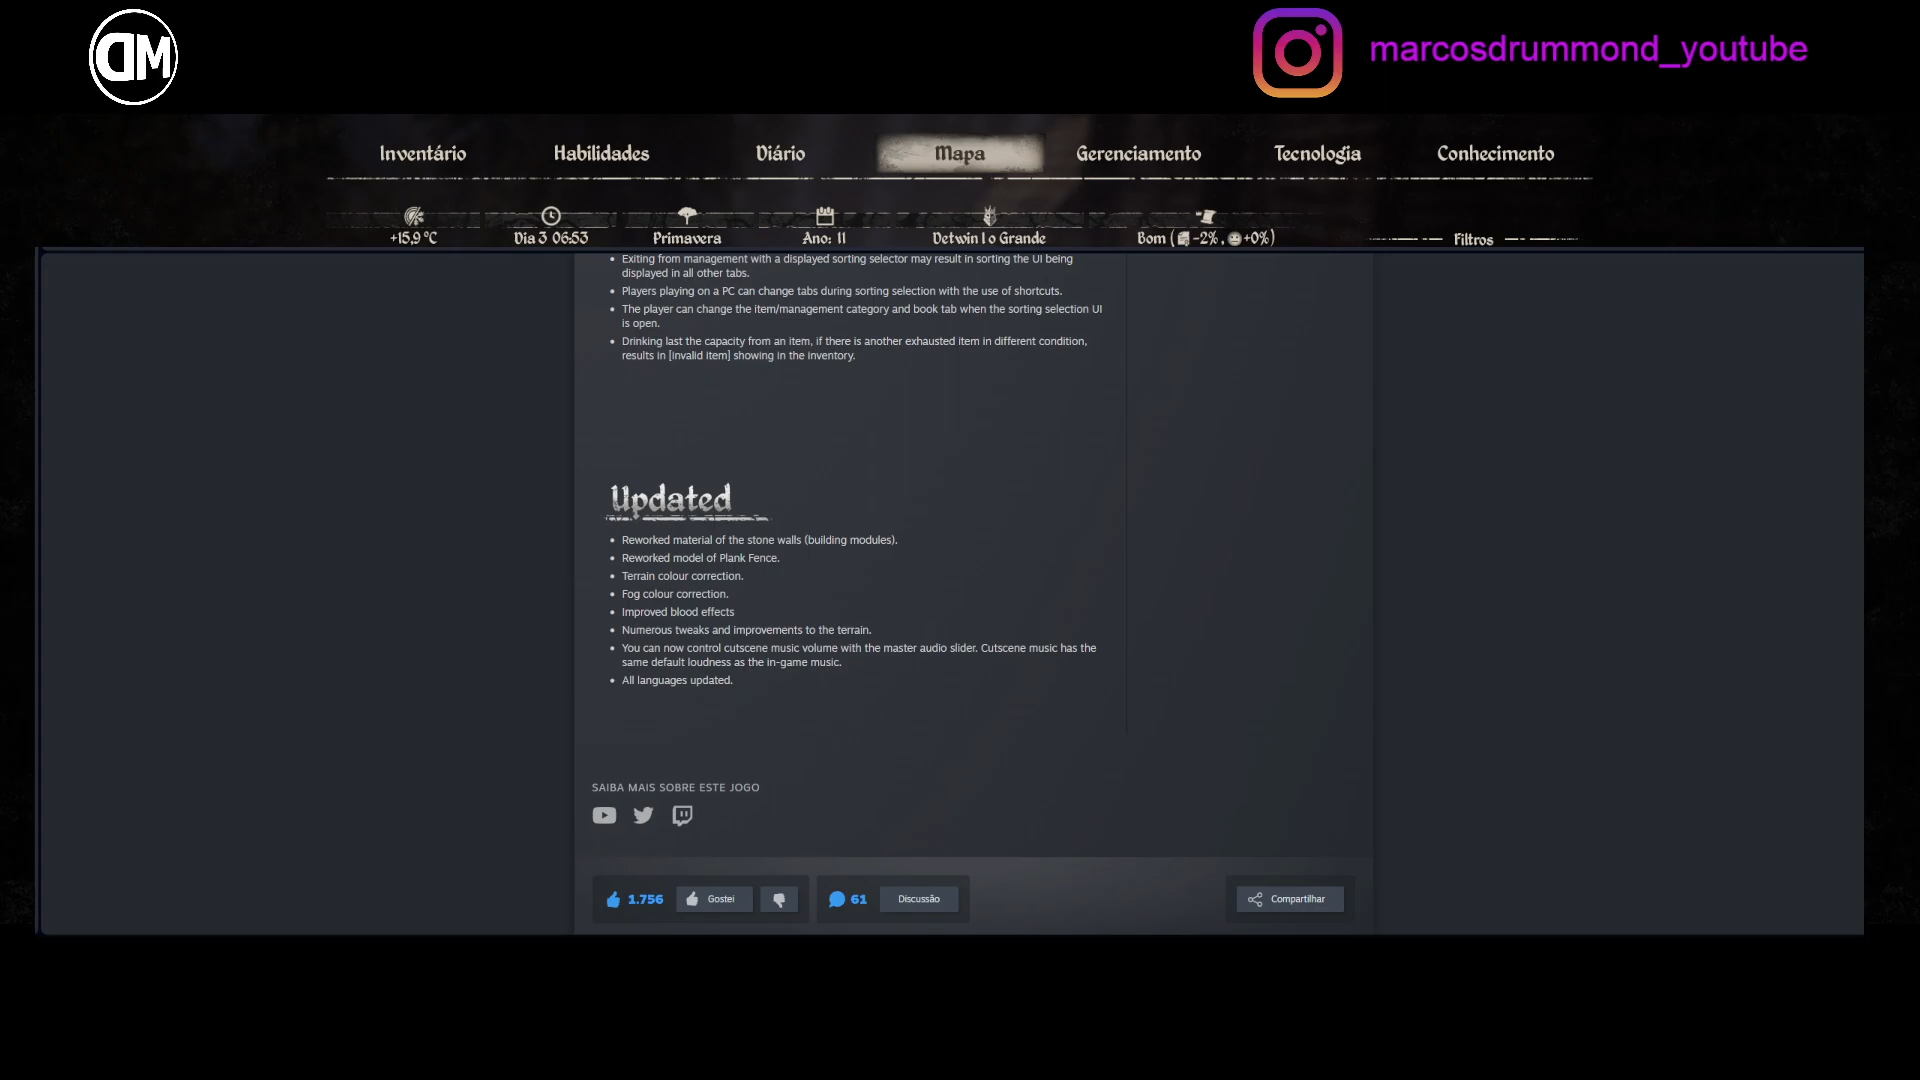 DM
marcosdrummond_youtube
Inventário
Habilidades
Diário
Mapa
Gerenciamento
Tecnologia
Conhecimento
+15,9 ºC
Dia 3 06:53
Primavera
Ano: 11
Detwin I o Grande
Bom ( -2% , +0%)
Filtros
Exiting from management with a displayed sorting selector may result in sorting the UI being
displayed in all other tabs.
Players playing on a PC can change tabs during sorting selection with the use of shortcuts.
The player can change the item/management category and book tab when the sorting selection UI
is open.
Drinking last the capacity from an item, if there is another exhausted item in different condition,
results in [invalid item] showing in the inventory.
Updated
Reworked material of the stone walls (building modules).
Reworked model of Plank Fence.
Terrain colour correction.
Fog colour correction.
Improved blood effects
Numerous tweaks and improvements to the terrain.
You can now control cutscene music volume with the master audio slider. Cutscene music has the
same default loudness as the in-game music.
All languages updated.
SAIBA MAIS SOBRE ESTE JOGO
1.756
Gostei
61
Discussão
Compartilhar